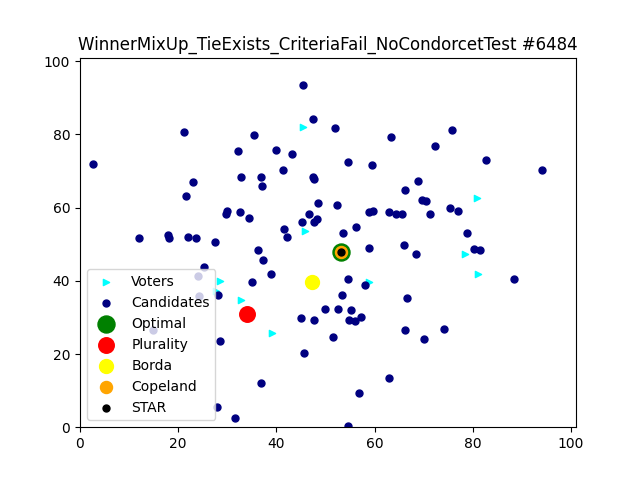 WinnerMixUp_TieExists_CriteriaFail_NoCondorcetTest #6484
100
80
60
40
20
0
Voters
Candidates
Optimal
Plurality
Borda
Copeland
STAR
0 20 40 60 80 100